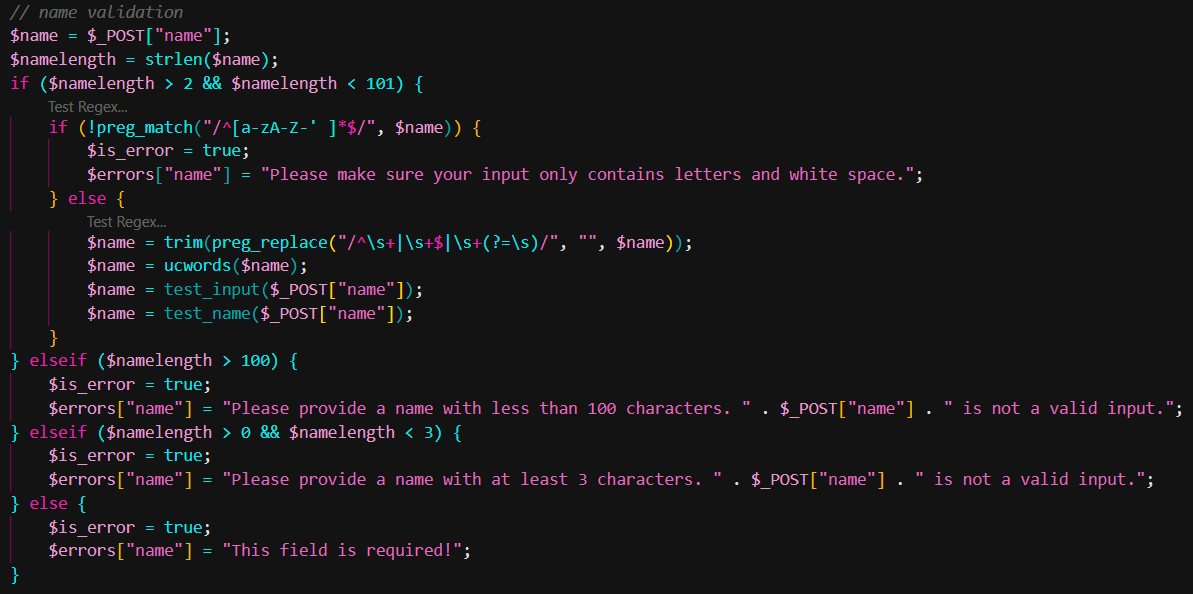 // name validation
$name = $_POST["name"];
$namelength = strlen($name);
if ($namelength > 2 && $namelength < 101) {
Test Regex...
if (!preg_match("/^[a-zA-Z-' ]*$/", $name)) {
$is_error = true;
$errors["name"] = "Please make sure your input only contains letters and white space.";
} else {
Test Regex...
$name = trim(preg_replace("/^\s+|\s+$|\s+(?=\s)/", "", $name));
$name = ucwords($name);
$name = test_input($_POST["name"]);
$name = test_name($_POST["name"]);
}
} elseif ($namelength > 100) {
$is_error = true;
$errors["name"] = "Please provide a name with less than 100 characters. " . $_POST["name"] . " is not a valid input.";
} elseif ($namelength > 0 && $namelength < 3) {
$is_error = true;
$errors["name"] = "Please provide a name with at least 3 characters. " . $_POST["name"] . " is not a valid input.";
} else {
$is_error = true;
$errors["name"] = "This field is required!";
}